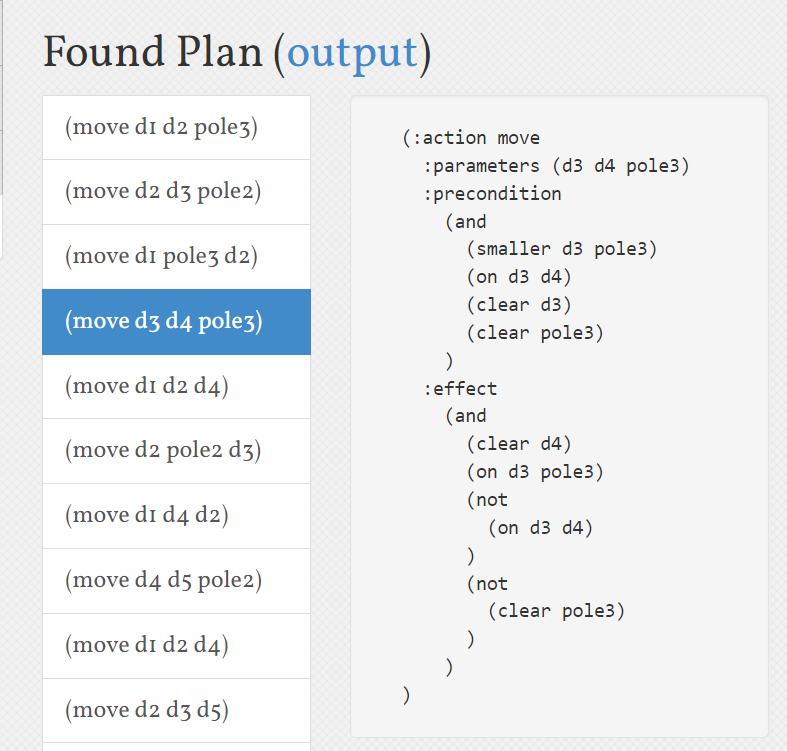 Found Plan (output)
(move d1 d2 pole3)
(move d2 d3 pole2)
(move d1 pole3 d2)
(move d3 d4 pole3)
(move d1 d2 d4)
(move d2 pole2 d3)
(move d1 d4 d2)
(move d4 d5 pole2)
(move d1 d2 d4)
(move d2 d3 d5)
(:action move
  :parameters (d3 d4 pole3)
  :precondition
    (and
      (smaller d3 pole3)
      (on d3 d4)
      (clear d3)
      (clear pole3)
    )
  :effect
    (and
      (clear d4)
      (on d3 pole3)
      (not
        (on d3 d4)
      )
      (not
        (clear pole3)
      )
    )
)